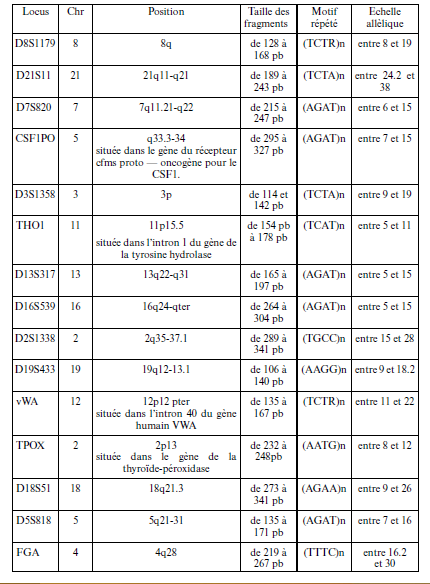 Locus Chr Position Taille des fragments Motif répété Echelle allèlique
D8S1179 8 8q de 128 à 168 pb (TCTR)n entre 8 et 19
D21S11 21 21q11-q21 de 189 à 243 pb (TCTA)n entre 24.2 et 38
D7S820 7 7q11.21-q22 de 215 à 247 pb (AGAT)n entre 6 et 15
CSF1PO 5 q33.3-34 située dans le gène du récepteur cfms proto — oncogène pour le CSF1. de 295 à 327 pb (AGAT)n entre 7 et 15
D3S1358 3 3p de 114 et 142 pb (TCTA)n entre 9 et 19
THO1 11 11p15.5 située dans l'intron 1 du gène de la tyrosine hydrolase de 154 pb à 178 pb (TCAT)n entre 5 et 11
D13S317 13 13q22-q31 de 165 à 197 pb (AGAT)n entre 5 et 15
D16S539 16 16q24-qter de 264 à 304 pb (AGAT)n entre 5 et 15
D2S1338 2 2q35-37.1 de 289 à 341 pb (TGCC)n entre 15 et 28
D19S433 19 19q12-13.1 de 106 à 140 pb (AAGG)n entre 9 et 18.2
vWA 12 12p12 pter située dans l'intron 40 du gène humain VWA de 135 à 167 pb (TCTR)n entre 11 et 22
TPOX 2 2p13 située dans le gène de la thyroïde-péroxidase de 232 à 248pb (AATG)n entre 8 et 12
D18S51 18 18q21.3 de 273 à 341 pb (AGAA)n entre 9 et 26
D5S818 5 5q21-31 de 135 à 171 pb (AGAT)n entre 7 et 16
FGA 4 4q28 de 219 à 267 pb (TTTC)n entre 16.2 et 30